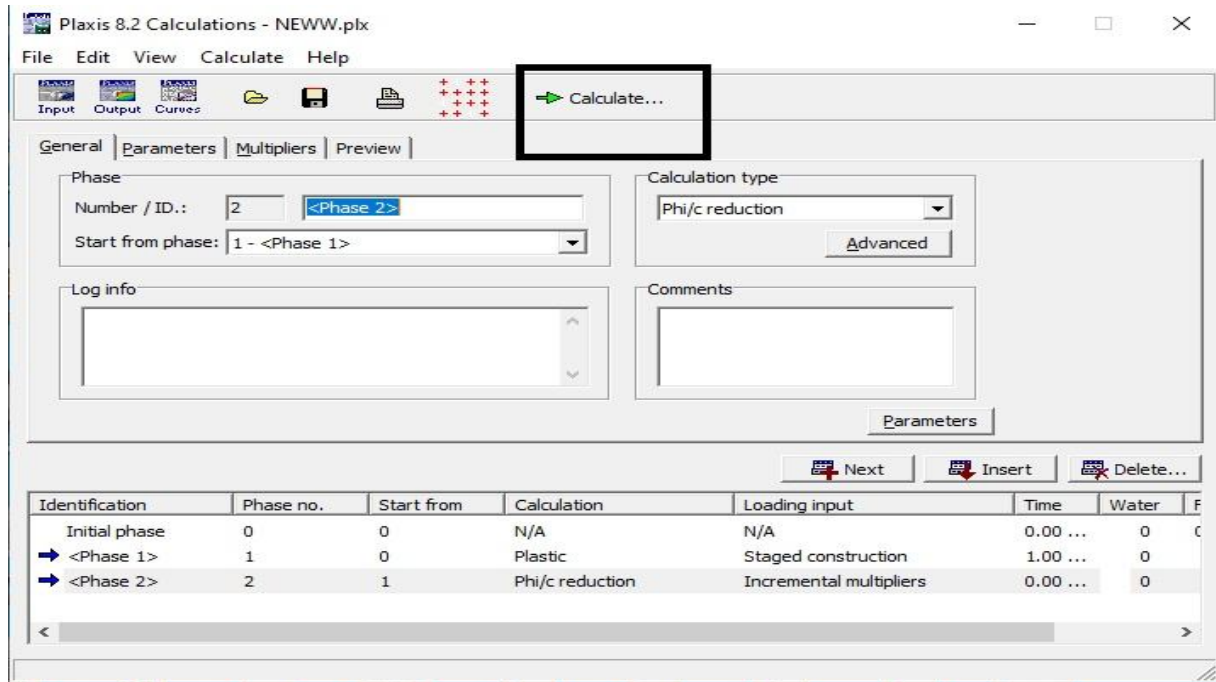 Plaxis 8.2 Calculations - NEWW.plx
File Edit View Calculate Help
Input Output Curves Calculate...
General Parameters Multipliers Preview
Phase
Number / ID.: 2 <Phase 2>
Start from phase: 1 - <Phase 1>
Calculation type
Phi/c reduction
Advanced
Log info
Comments
Parameters
Next Insert Delete...
Identification Phase no. Start from Calculation Loading input Time Water F
Initial phase 0 0 N/A N/A 0.00 ... 0
<Phase 1> 1 0 Plastic Staged construction 1.00 ... 0
<Phase 2> 2 1 Phi/c reduction Incremental multipliers 0.00 ... 0